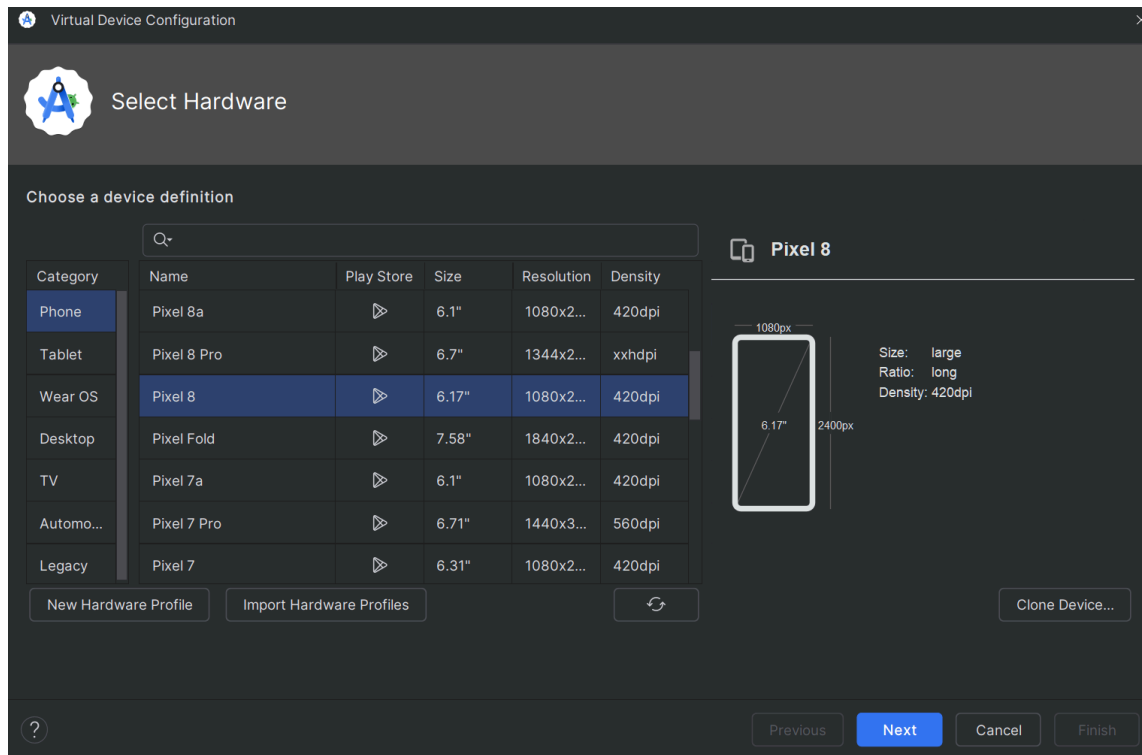 Virtual Device Configuration
Select Hardware
Choose a device definition
Category
Phone
Tablet
Wear OS
Desktop
TV
Automo...
Legacy
Name Play Store Size Resolution Density
Pixel 8a 6.1" 1080x2... 420dpi
Pixel 8 Pro 6.7" 1344x2... xxhdpi
Pixel 8 6.17" 1080x2... 420dpi
Pixel Fold 7.58" 1840x2... 420dpi
Pixel 7a 6.1" 1080x2... 420dpi
Pixel 7 Pro 6.71" 1440x3... 560dpi
Pixel 7 6.31" 1080x2... 420dpi
New Hardware Profile Import Hardware Profiles
Pixel 8
1080px
6.17" 2400px
Size: large
Ratio: long
Density: 420dpi
Clone Device...
? Previous Next Cancel Finish